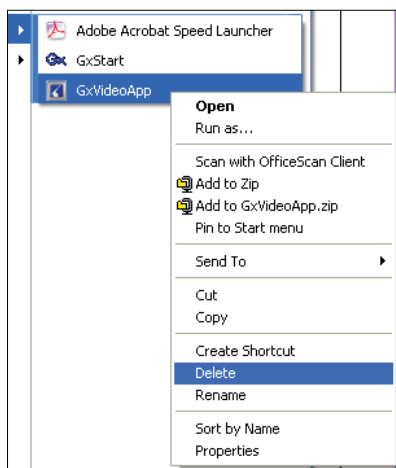 Adobe Acrobat Speed Launcher
GxStart
GxVideoApp
Open
Run as...
Scan with OfficeScan Client
Add to Zip
Add to GxVideoApp.zip
Pin to Start menu
Send To
Cut
Copy
Create Shortcut
Delete
Rename
Sort by Name
Properties